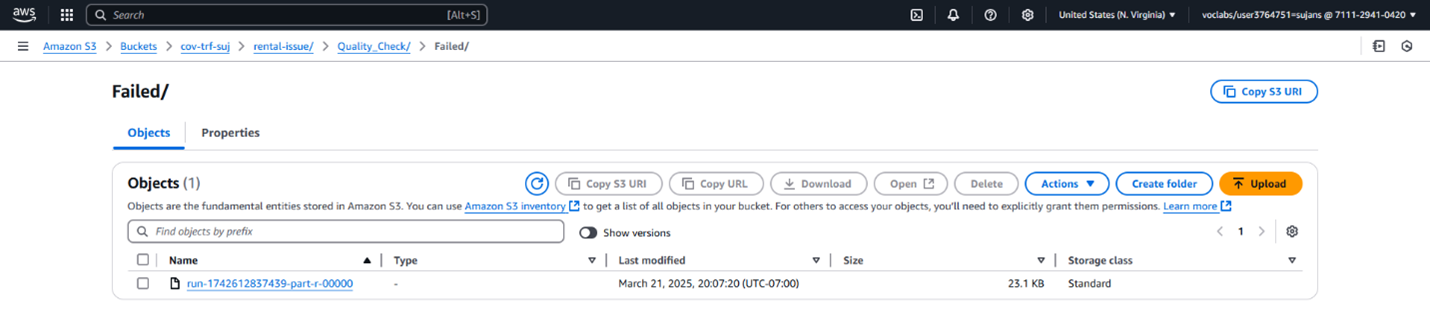 aws Search [Alt+S] United States (N. Virginia) voclabs/user3764751=sujans @ 7111-2941-0420
Amazon S3 Buckets cov-trf-suj rental-issue/ Quality_Check/ Failed/
Failed/ Copy S3 URI
Objects Properties
Objects (1) Copy S3 URI Copy URL Download Open Delete Actions Create folder Upload
Objects are the fundamental entities stored in Amazon S3. You can use Amazon S3 inventory to get a list of all objects in your bucket. For others to access your objects, you'll need to explicitly grant them permissions. Learn more
Find objects by prefix Show versions 1
Name Type Last modified Size Storage class
run-1742612837439-part-r-00000 - March 21, 2025, 20:07:20 (UTC-07:00) 23.1 KB Standard